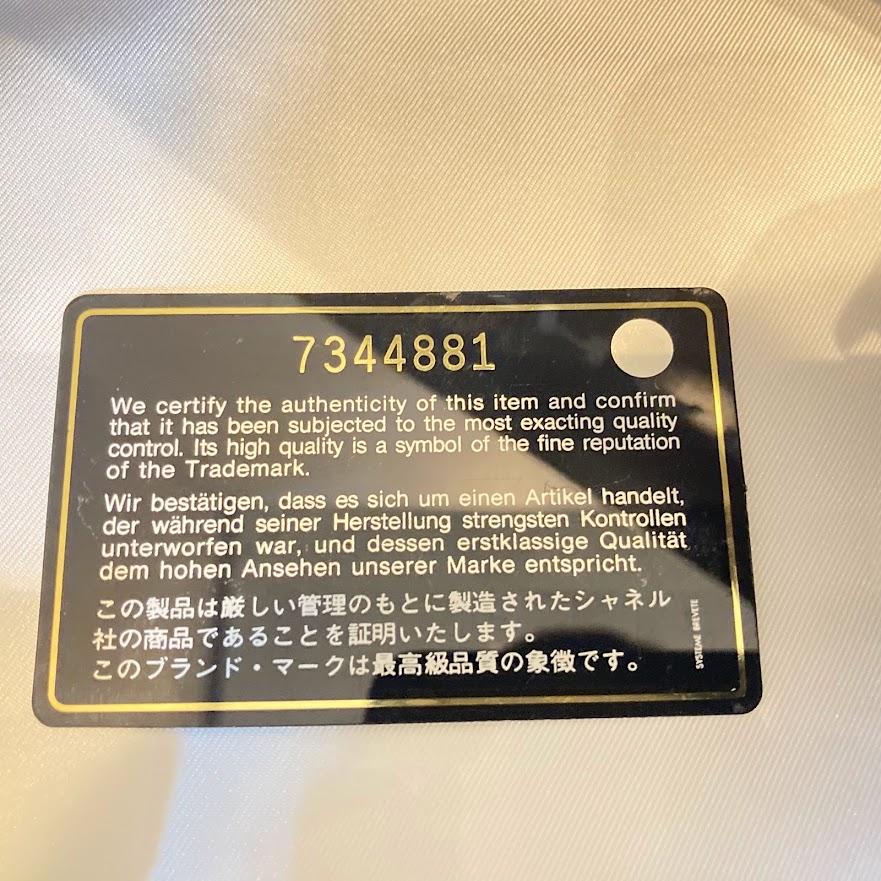 7344881
We certify the authenticity of this item and confirm
that it has been subjected to the most exacting quality
control. Its high quality is a symbol of the fine reputation
of the Trademark.
Wir bestätigen, dass es sich um einen Artikel handelt,
der während seiner Herstellung strengsten Kontrollen
unterworfen war, und dessen erstklassige Qualität
dem hohen Ansehen unserer Marke entspricht.
この製品は厳しい管理のもとに製造されたシャネル
社の商品であることを証明いたします。
このブランド・マークは最高級品質の象徴です。
SYSTEME BREVETE